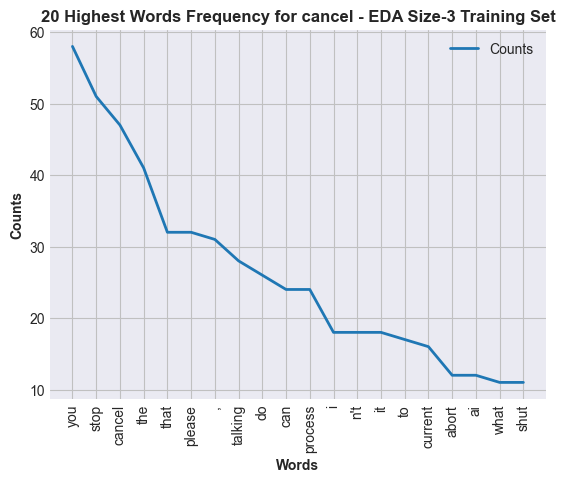 20 Highest Words Frequency for cancel - EDA Size-3 Training Set
Counts
60
50
40
30
20
10
Counts
you
stop
cancel
the
that
please
,
talking
do
can
process
i
n't
it
to
current
abort
ai
what
shut
Words